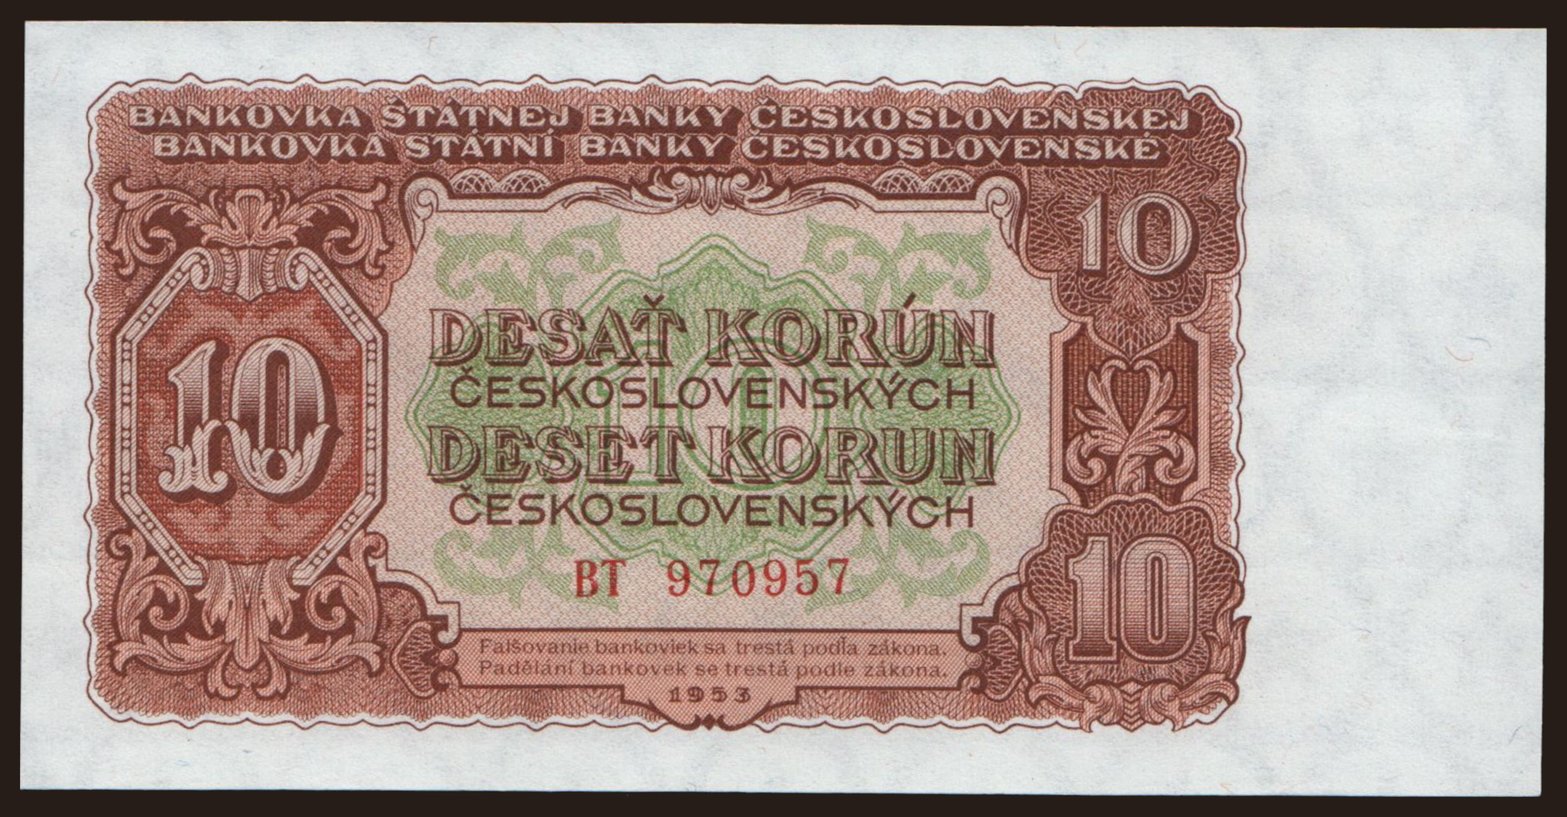 BANKOVKA ŠTÁTNEJ BANKY ČESKOSLOVENSKEJ
BANKOVKA STÁTNÍ BANKY ČESKOSLOVENSKÉ
10
10
DESAŤ KORÚN
ČESKOSLOVENSKÝCH
10
DESET KORUN
ČESKOSLOVENSKÝCH
BT 970957
10
Falšovanie bankoviek sa trestá podľa zákona.
Padělání bankovek se trestá podle zákona.
1953